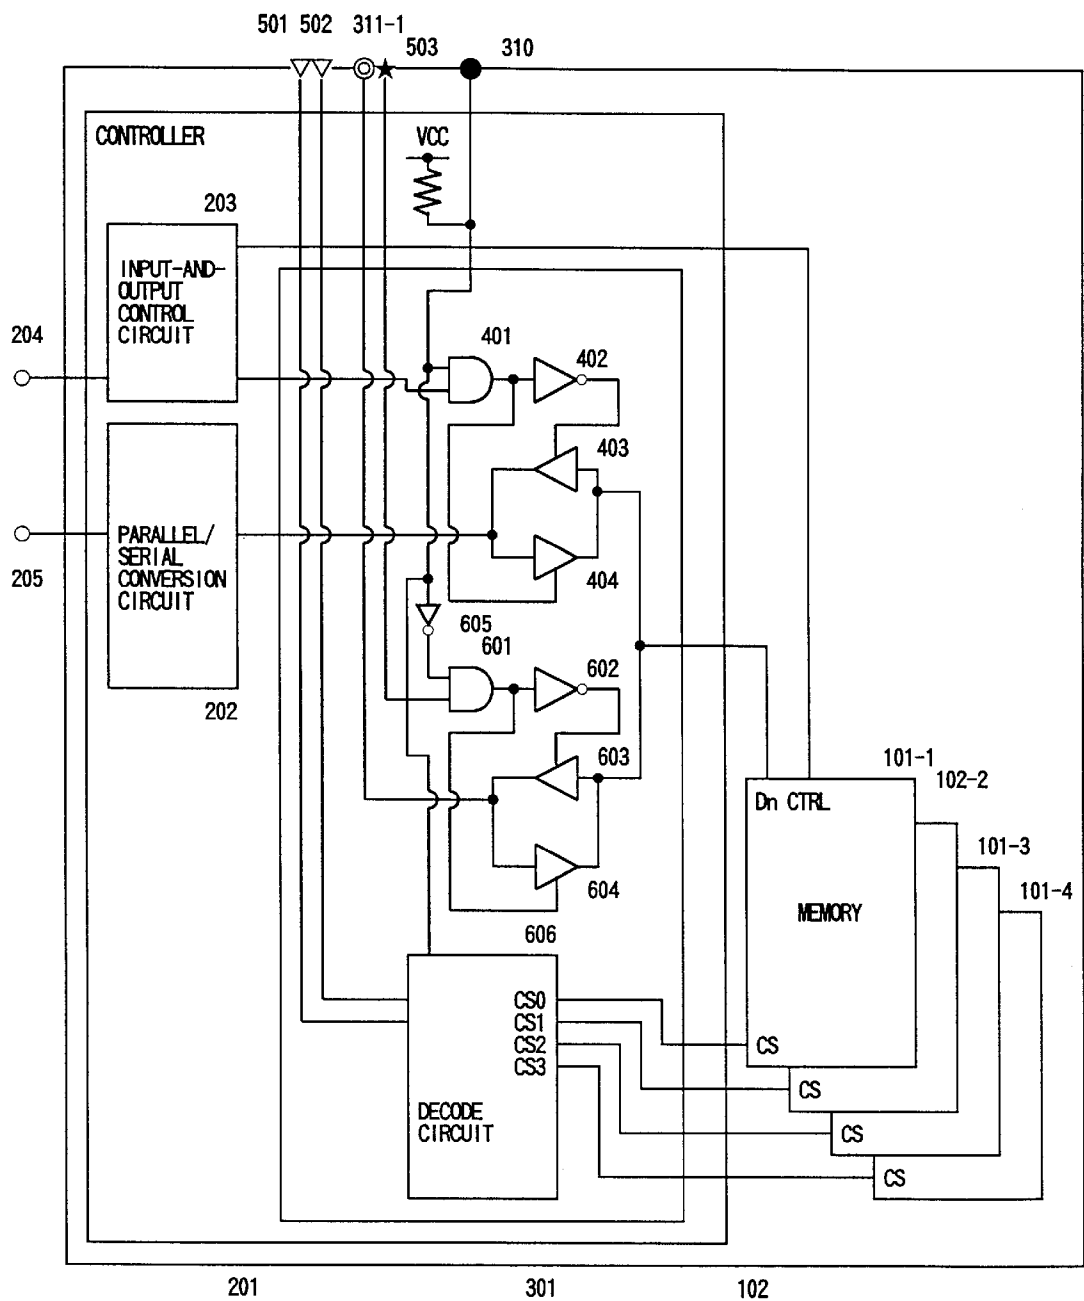 501 502 311-1
503 310
CONTROLLER
VCC
203
INPUT-AND-
OUTPUT
CONTROL
CIRCUIT
204
401
402
403
PARALLEL/
SERIAL
CONVERSION
CIRCUIT
205
404
605
601
602
202
603
101-1
102-2
Dn CTRL
101-3
604
101-4
MEMORY
606
CS0
CS1
CS2
CS3
CS
CS
CS
CS
DECODE
CIRCUIT
201 301 102